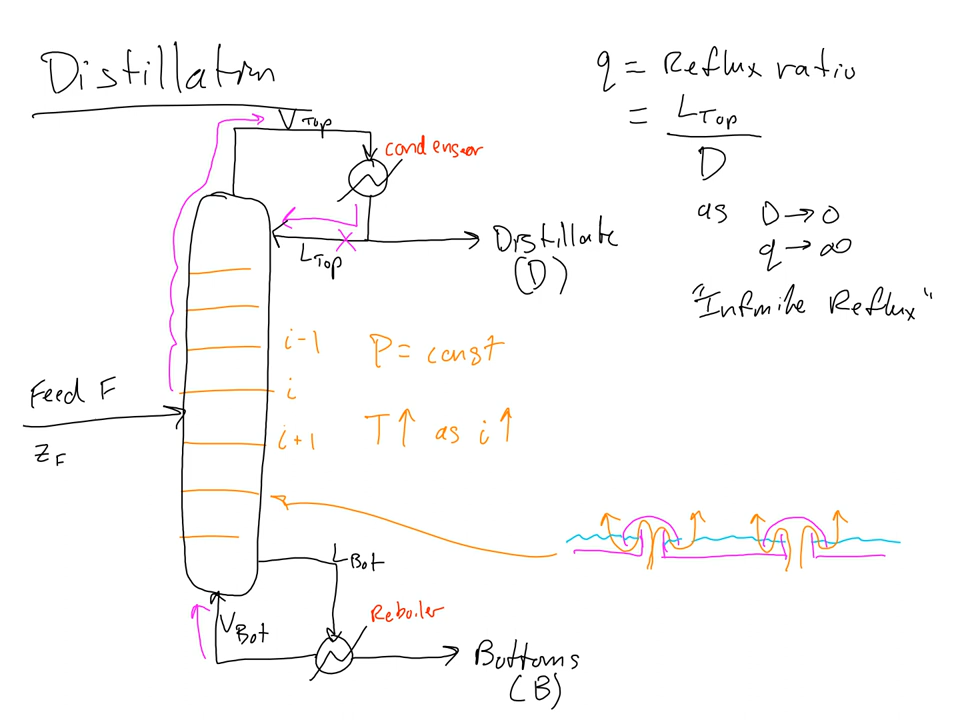 Distillation
q = Reflux ratio
= L_Top / D
as D → 0
q → ∞
"Infinite Reflux"
V_Top
condensor
L_Top
Distillate
(D)
i-1
P = const
Feed F
i
Z_F
i+1
T↑ as i↑
L_Bot
Reboiler
V_Bot
Bottoms
(B)